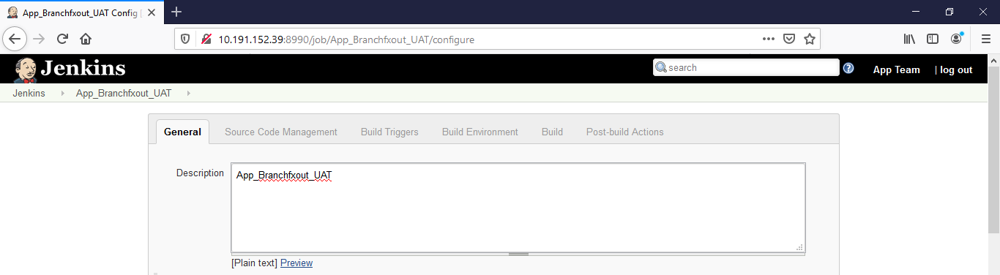 App_Branchfxout_UAT Config |
10.191.152.39:8990/job/App_Branchfxout_UAT/configure
Jenkins
search
App Team
| log out
Jenkins
App_Branchfxout_UAT
General
Source Code Management
Build Triggers
Build Environment
Build
Post-build Actions
Description
App_Branchfxout_UAT
[Plain text] Preview